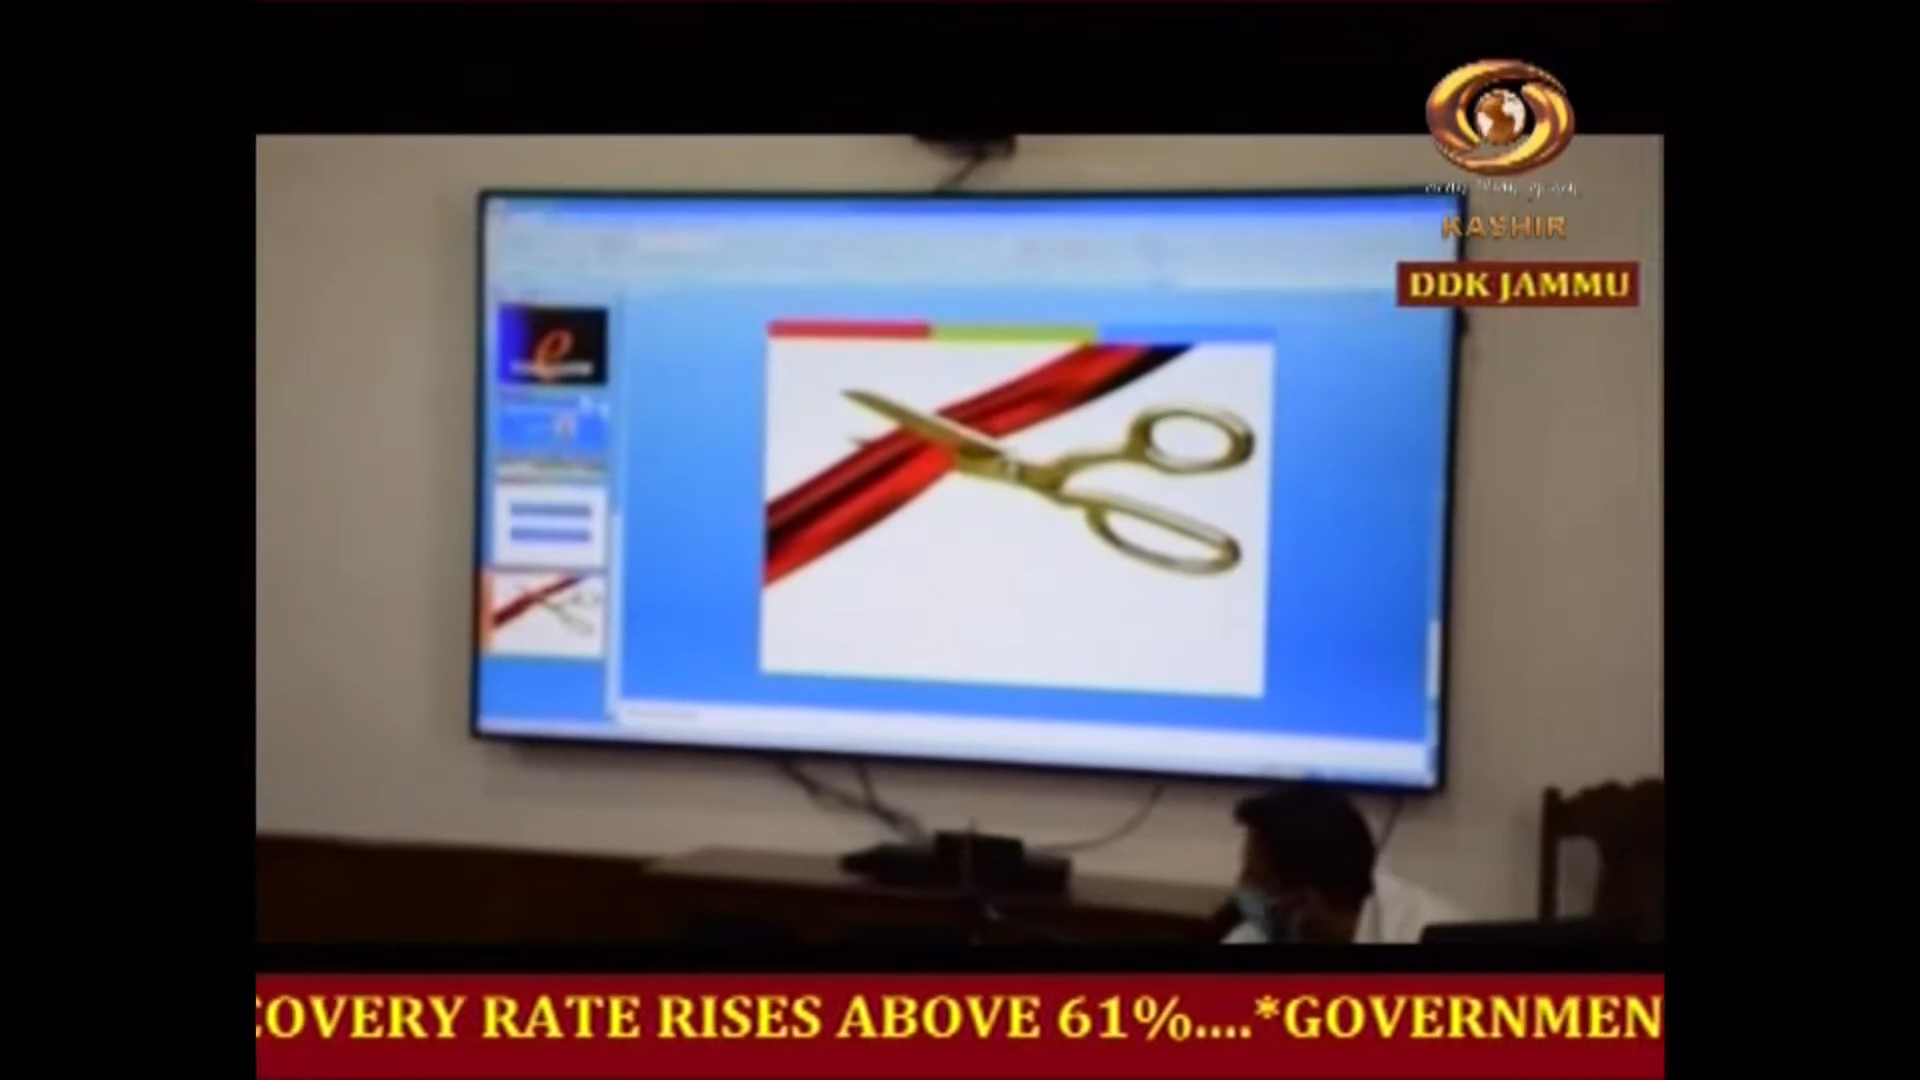 KASHIR
DDK JAMMU
COVERY RATE RISES ABOVE 61%....*GOVERNMEN